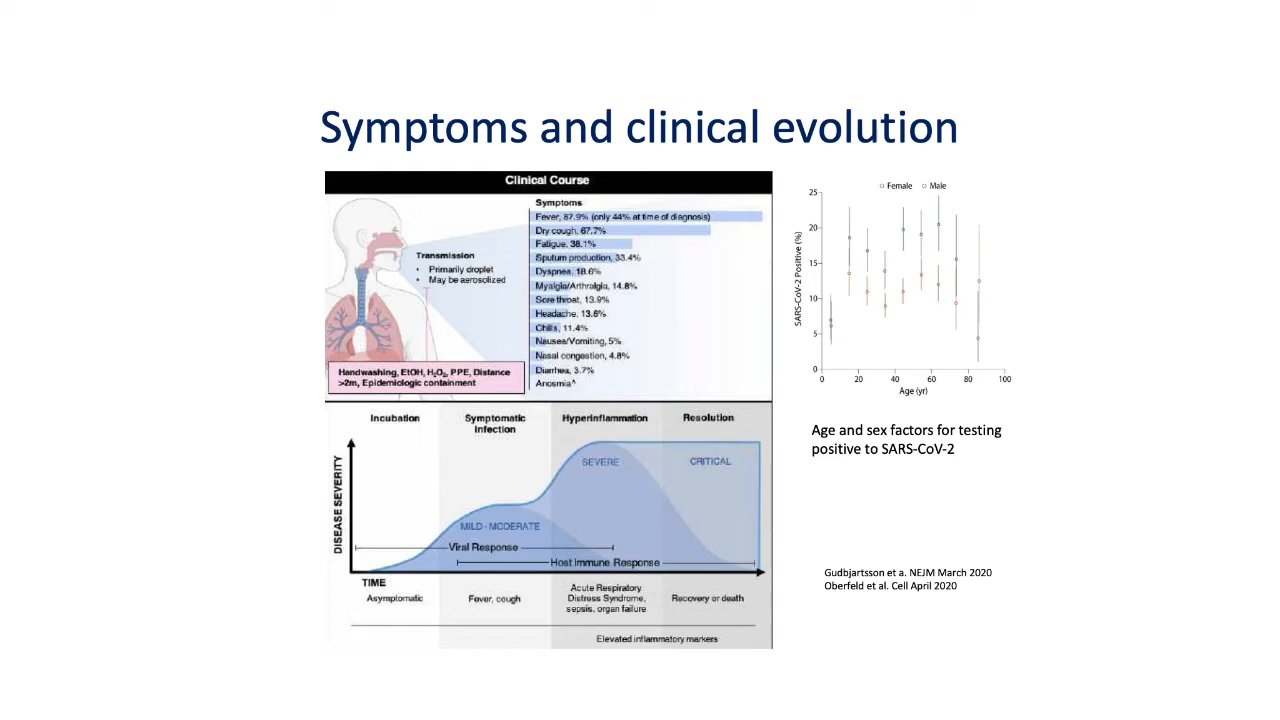 Symptoms and clinical evolution
Clinical Course
Transmission
• Primarily droplet
• May be aerosolized
Handwashing, EtOH, H₂O₂, PPE, Distance
>2m, Epidemiologic containment
Symptoms
Fever, 87.9% (only 44% at time of diagnosis)
Dry cough, 67.7%
Fatigue, 38.1%
Sputum production, 33.4%
Dyspnea, 18.6%
Myalgia/Arthralgia, 14.8%
Sore throat, 13.9%
Headache, 13.6%
Chills, 11.4%
Nausea/Vomiting, 5%
Nasal congestion, 4.8%
Diarrhea, 3.7%
Anosmia^
Incubation
Symptomatic
Infection
Hyperinflammation
Resolution
DISEASE SEVERITY
SEVERE
CRITICAL
MILD - MODERATE
Viral Response
Host Immune Response
TIME
Asymptomatic
Fever, cough
Acute Respiratory
Distress Syndrome,
sepsis, organ failure
Recovery or death
Elevated inflammatory markers
Female Male
SARS-CoV-2 Positive (%)
25
20
15
10
5
0
0 20 40 60 80 100
Age (yr)
Age and sex factors for testing
positive to SARS-CoV-2
Gudbjartsson et a. NEJM March 2020
Oberfeld et al. Cell April 2020